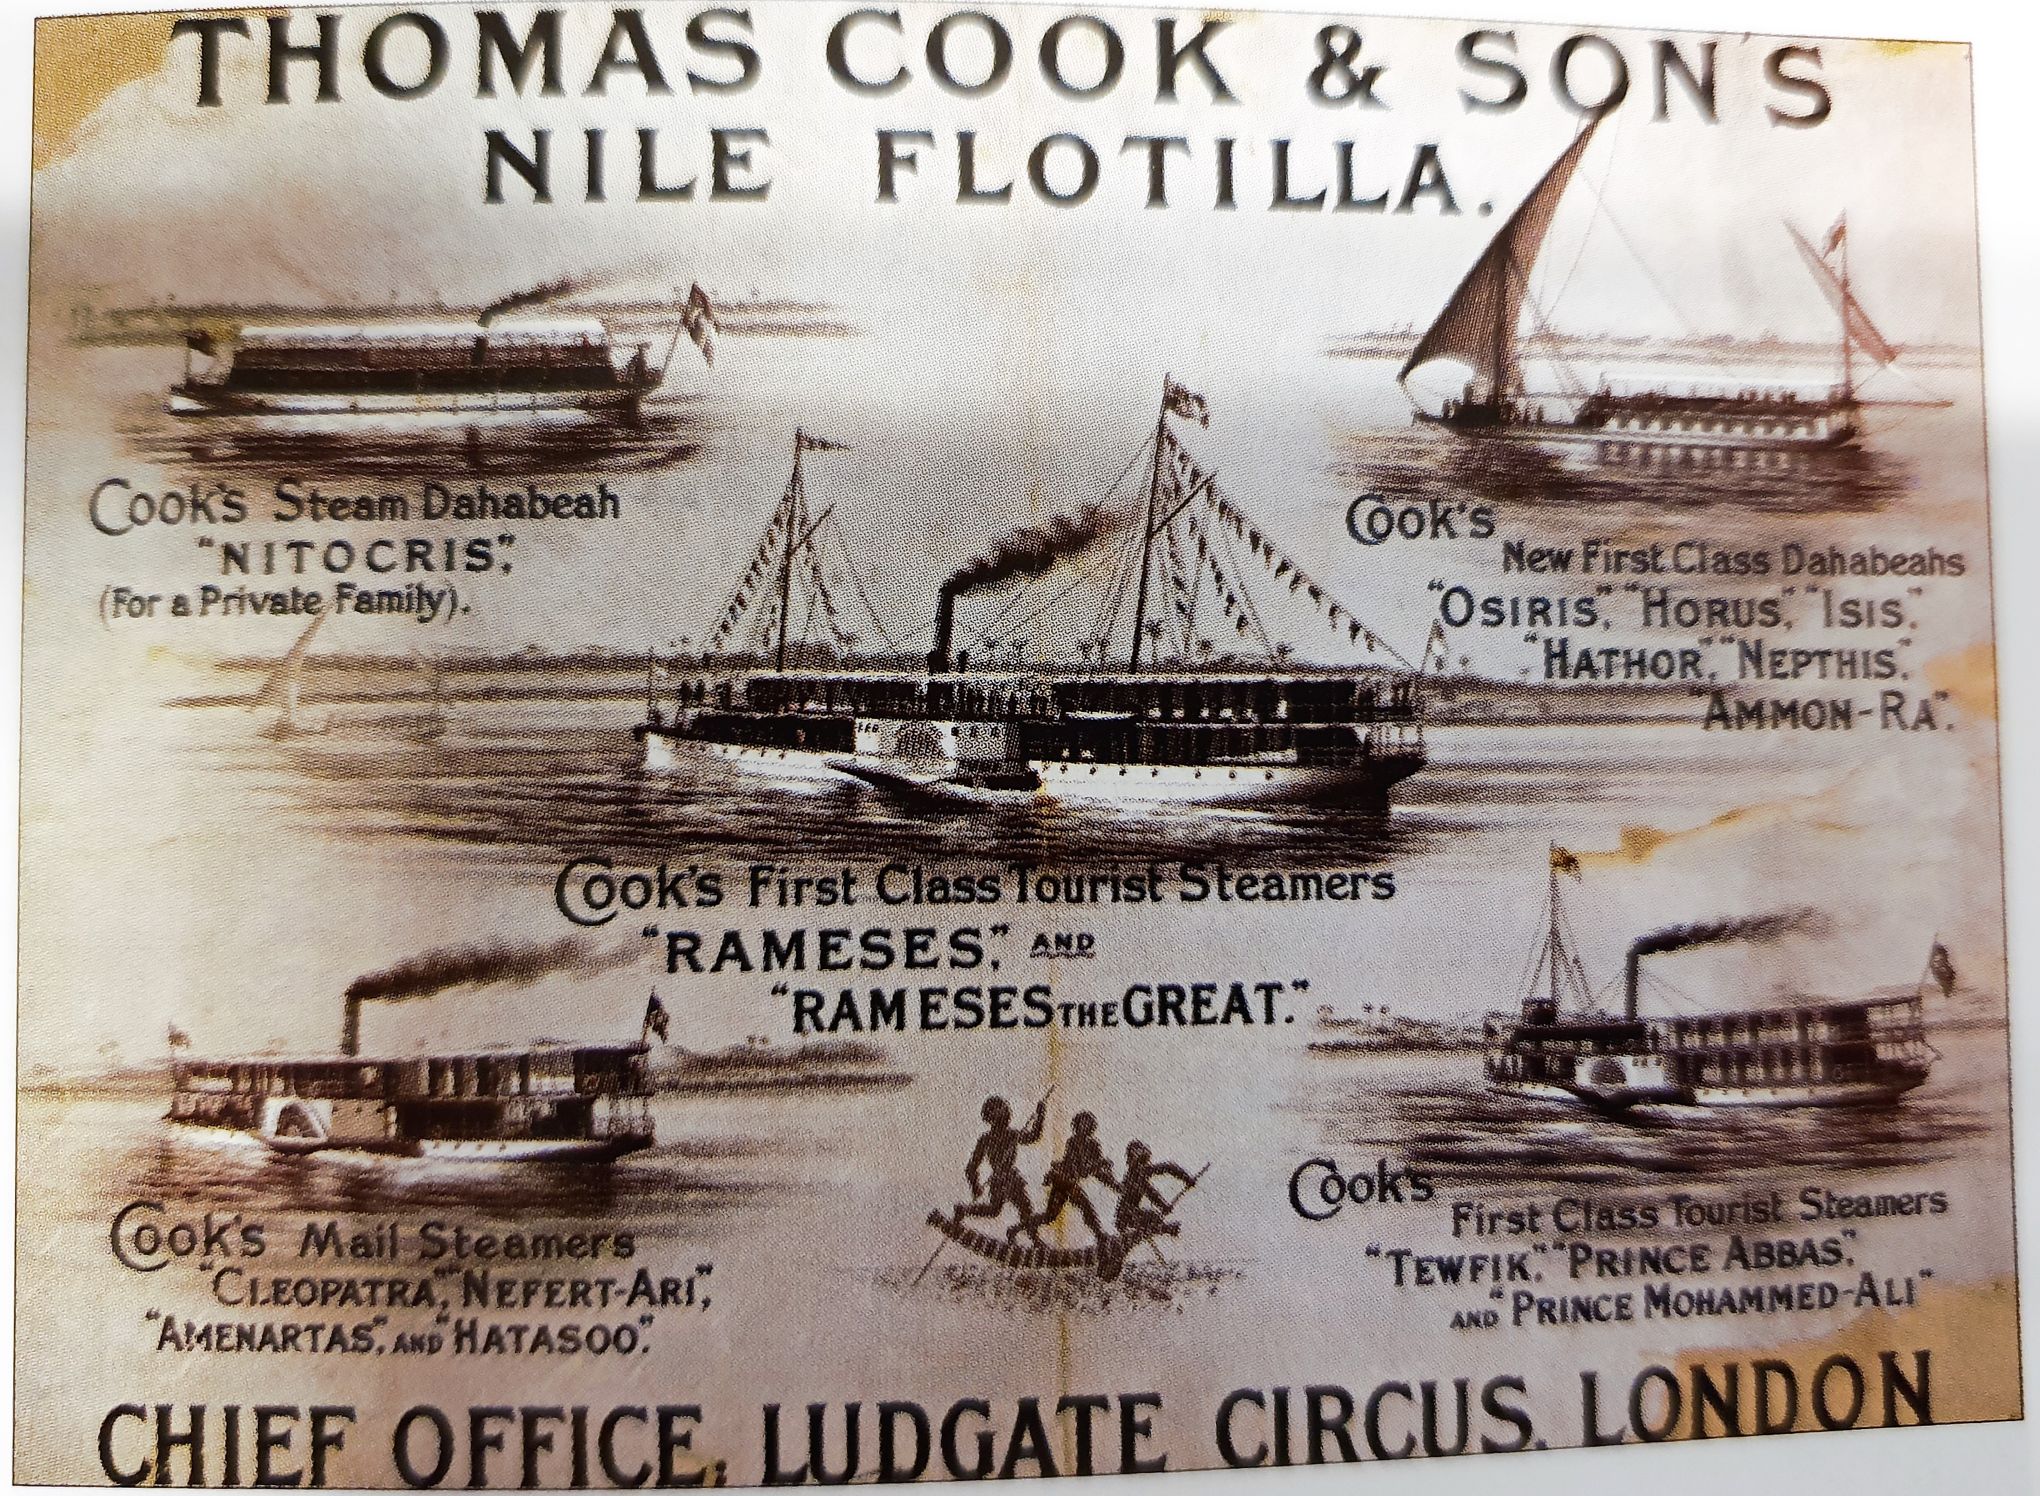 THOMAS COOK & SON'S
NILE FLOTILLA.
Cook's Steam Dahabeah
"NITOCRIS",
(For a Private Family).
Cook's
New First Class Dahabeahs
"OSIRIS", "HORUS", "ISIS",
"HATHOR", "NEPTHIS",
"AMMON-RA".
Cook's First Class Tourist Steamers
"RAMESES", AND
"RAMESES THE GREAT."
Cook's Mail Steamers
"CLEOPATRA", "NEFERT-ARI",
"AMENARTAS", AND "HATASOO".
Cook's
First Class Tourist Steamers
"TEWFIK", "PRINCE ABBAS",
AND "PRINCE MOHAMMED-ALI"
CHIEF OFFICE, LUDGATE CIRCUS. LONDON